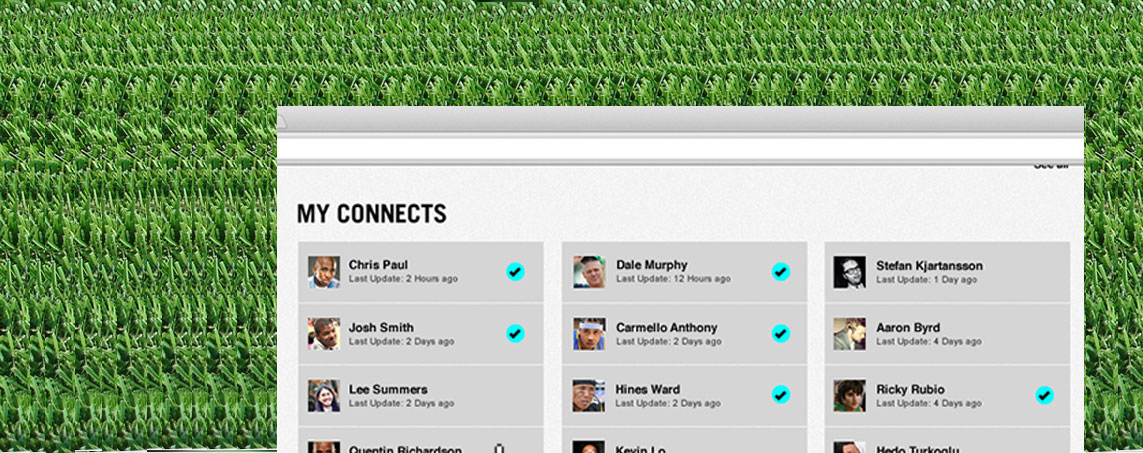 See all
MY CONNECTS
Chris Paul
Last Update: 2 Hours ago
Dale Murphy
Last Update: 12 Hours ago
Stefan Kjartansson
Last Update: 1 Day ago
Josh Smith
Last Update: 2 Days ago
Carmello Anthony
Last Update: 2 Days ago
Aaron Byrd
Last Update: 4 Days ago
Lee Summers
Last Update: 2 Days ago
Hines Ward
Last Update: 2 Days ago
Ricky Rubio
Last Update: 4 Days ago
Quentin Richardson
Kevin Lo
Hedo Turkoglu